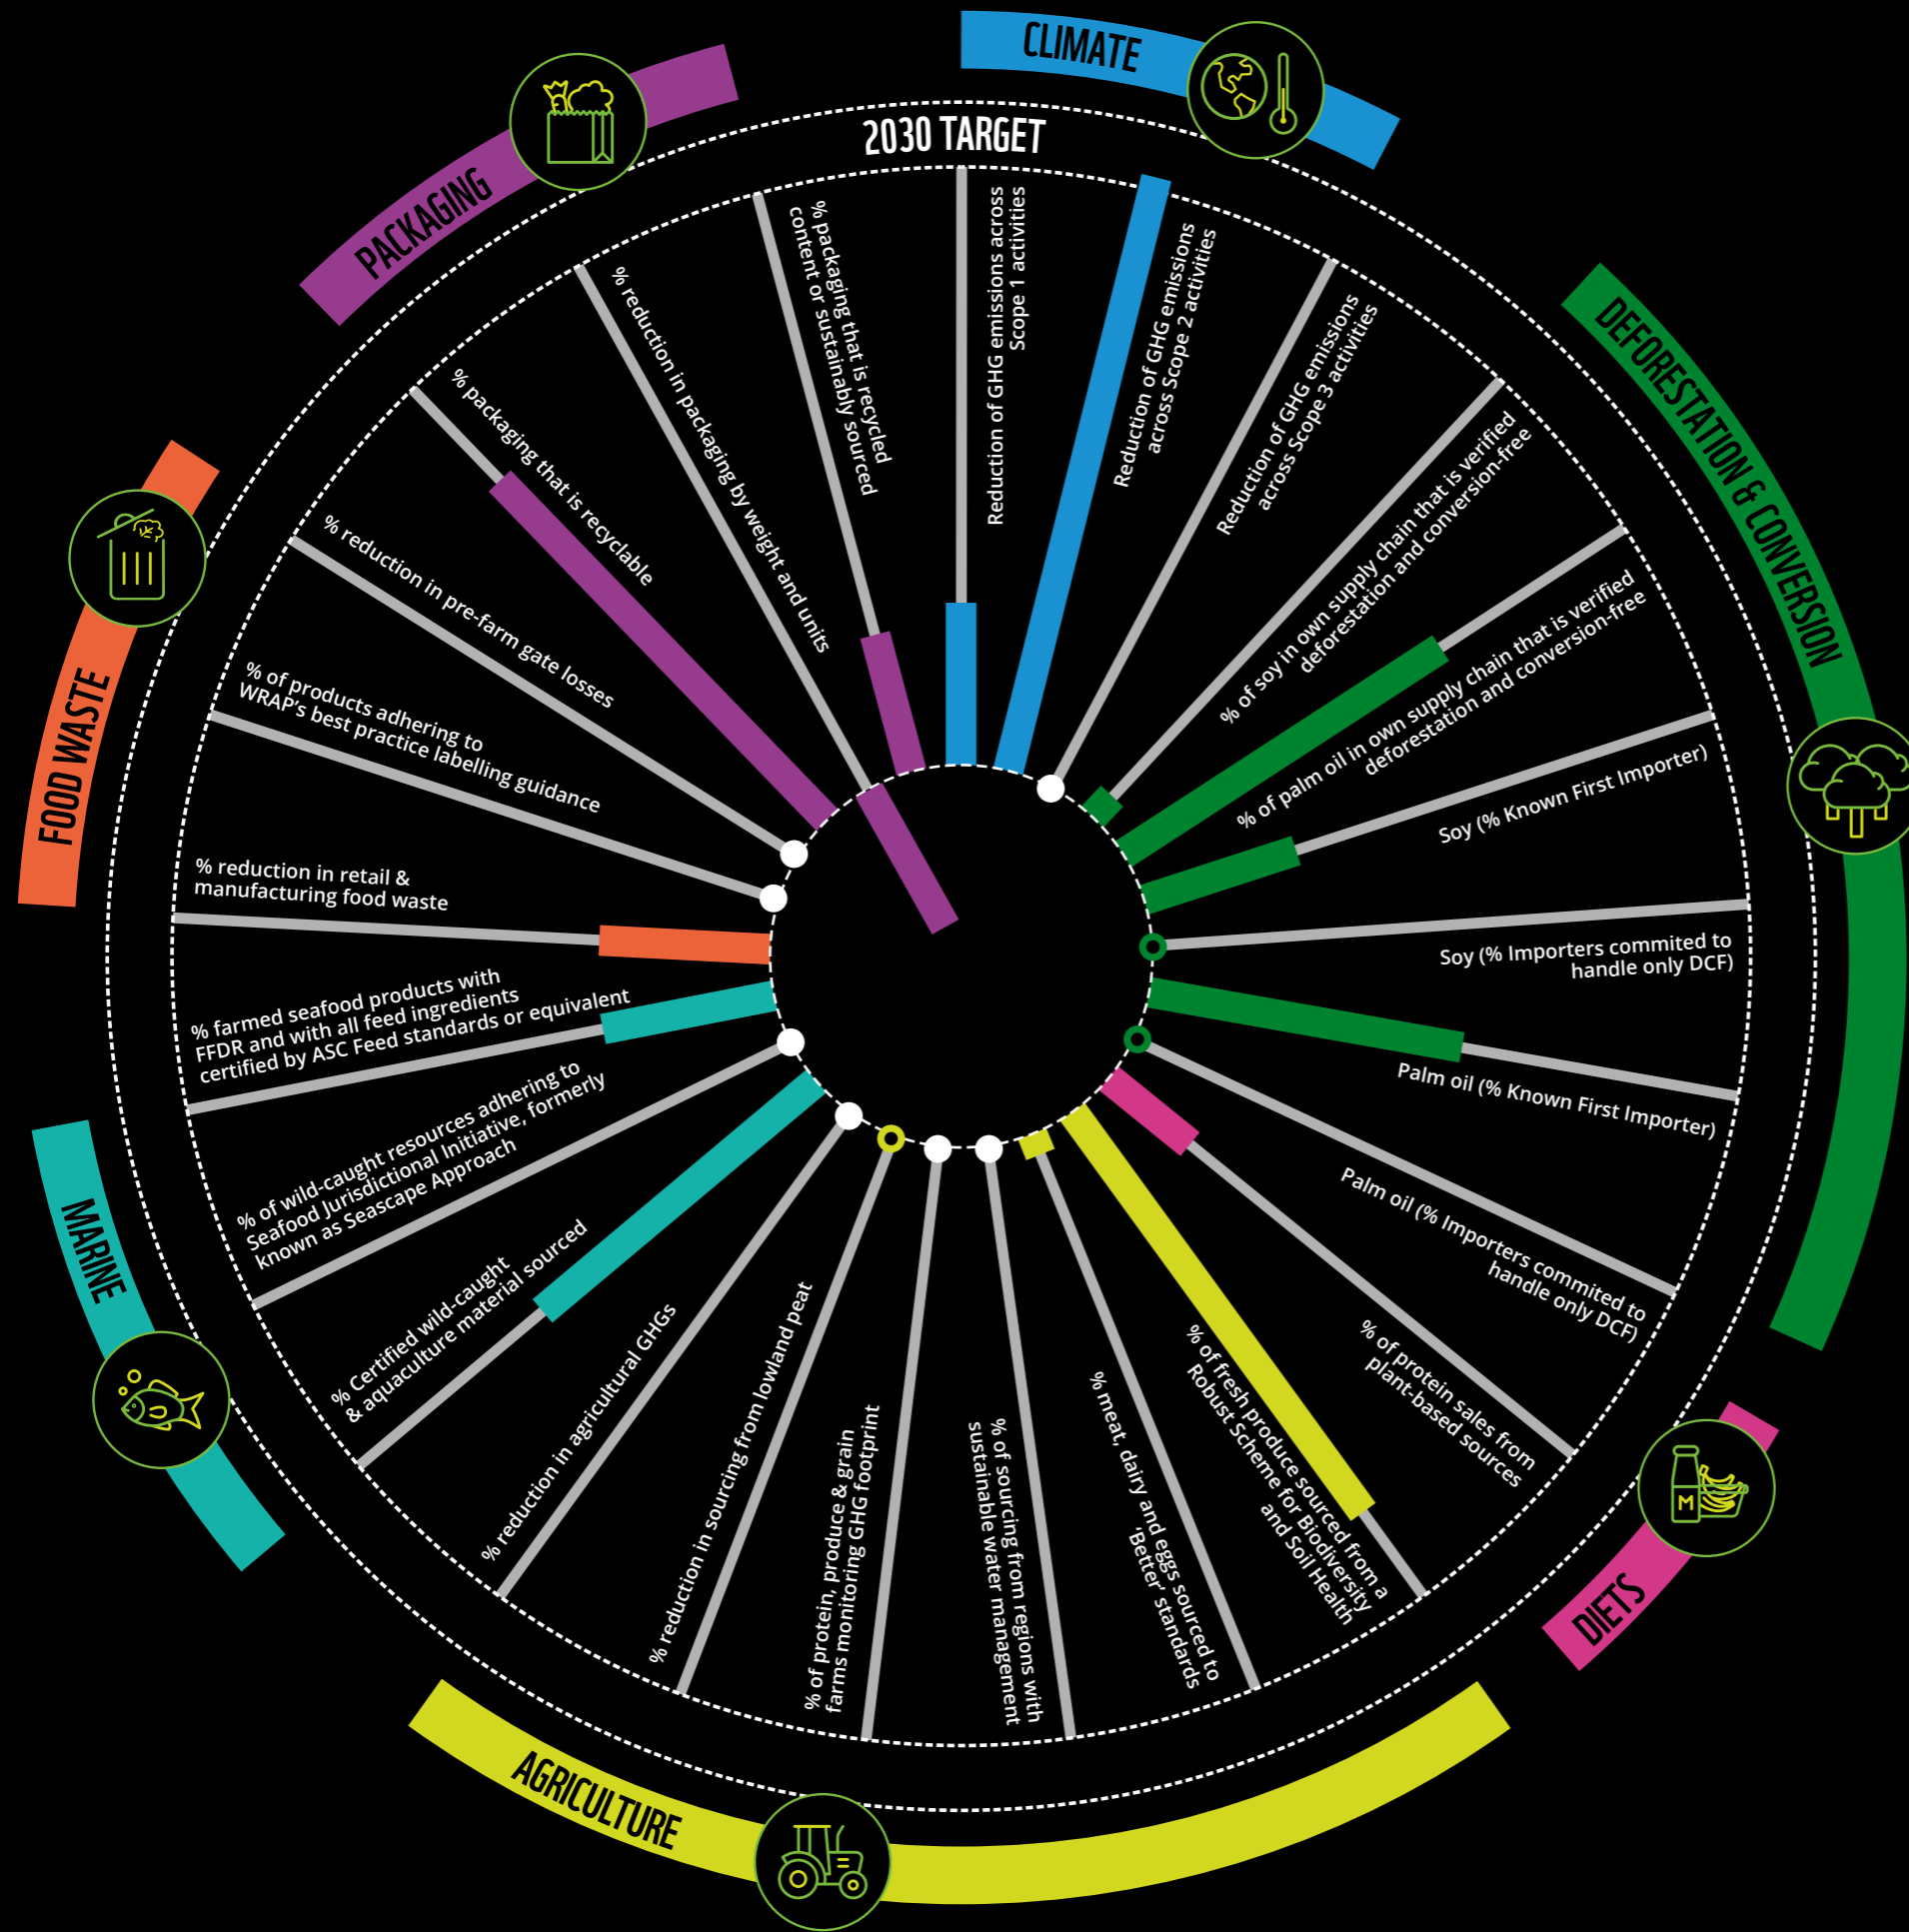 2030 TARGET
CLIMATE
Reduction of GHG emissions across
Scope 1 activities
Reduction of GHG emissions
across Scope 2 activities
Reduction of GHG emissions
across Scope 3 activities
DEFORESTATION & CONVERSION
% of soy in own supply chain that is verified
deforestation and conversion-free
% of palm oil in own supply chain that is verified
deforestation and conversion-free
Soy (% Known First Importer)
Soy (% Importers commited to
handle only DCF)
Palm oil (% Known First Importer)
Palm oil (% Importers commited to
handle only DCF)
DIETS
M
% of protein sales from
plant-based sources
AGRICULTURE
% of fresh produce sourced from a
Robust Scheme for Biodiversity
and Soil Health
% meat, dairy and eggs sourced to
‘Better’ standards
% of sourcing from regions with
sustainable water management
% of protein, produce & grain
farms monitoring GHG footprint
% reduction in sourcing from lowland peat
% reduction in agricultural GHGs
MARINE
% Certified wild-caught
& aquaculture material sourced
% of wild-caught resources adhering to
Seafood Jurisdictional Initiative, formerly
known as Seascape Approach
% farmed seafood products with
FFDR and with all feed ingredients
certified by ASC Feed standards or equivalent
FOOD WASTE
% reduction in retail &
manufacturing food waste
% of products adhering to
WRAP’s best practice labelling guidance
% reduction in pre-farm gate losses
PACKAGING
% packaging that is recyclable
% reduction in packaging by weight and units
% packaging that is recycled
content or sustainably sourced